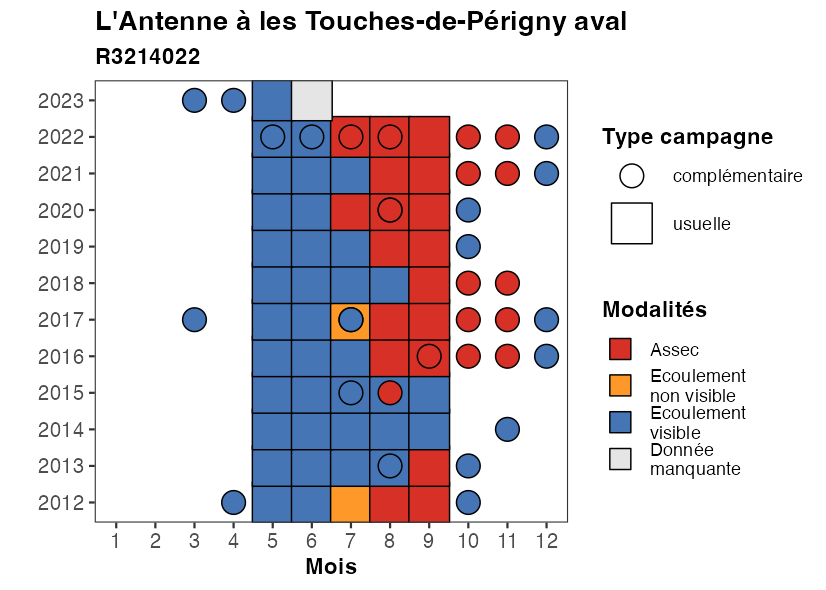 L'Antenne à les Touches-de-Périgny aval
R3214022
2023
2022
2021
2020
2019
2018
2017
2016
2015
2014
2013
2012
1 2 3 4 5 6 7 8 9 10 11 12
Mois
Type campagne
complémentaire
usuelle
Modalités
Assec
Ecoulement
non visible
Ecoulement
visible
Donnée
manquante